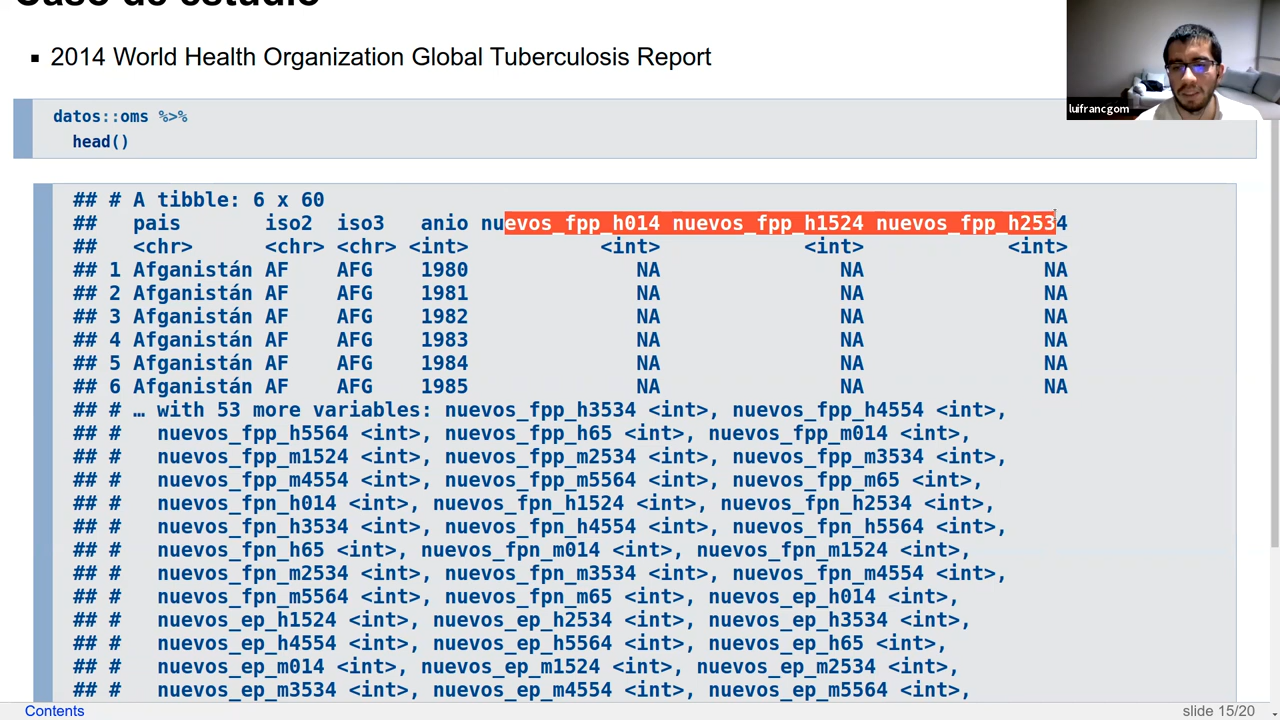 Caso de estudio
▪ 2014 World Health Organization Global Tuberculosis Report
luifrancgom
datos::oms %>%
head()
## # A tibble: 6 x 60
##   pais       iso2  iso3   anio nuevos_fpp_h014 nuevos_fpp_h1524 nuevos_fpp_h2534
##   <chr>      <chr> <chr> <int>           <int>            <int>            <int>
## 1 Afganistán AF    AFG    1980              NA               NA               NA
## 2 Afganistán AF    AFG    1981              NA               NA               NA
## 3 Afganistán AF    AFG    1982              NA               NA               NA
## 4 Afganistán AF    AFG    1983              NA               NA               NA
## 5 Afganistán AF    AFG    1984              NA               NA               NA
## 6 Afganistán AF    AFG    1985              NA               NA               NA
## # … with 53 more variables: nuevos_fpp_h3534 <int>, nuevos_fpp_h4554 <int>,
## #   nuevos_fpp_h5564 <int>, nuevos_fpp_h65 <int>, nuevos_fpp_m014 <int>,
## #   nuevos_fpp_m1524 <int>, nuevos_fpp_m2534 <int>, nuevos_fpp_m3534 <int>,
## #   nuevos_fpp_m4554 <int>, nuevos_fpp_m5564 <int>, nuevos_fpp_m65 <int>,
## #   nuevos_fpn_h014 <int>, nuevos_fpn_h1524 <int>, nuevos_fpn_h2534 <int>,
## #   nuevos_fpn_h3534 <int>, nuevos_fpn_h4554 <int>, nuevos_fpn_h5564 <int>,
## #   nuevos_fpn_h65 <int>, nuevos_fpn_m014 <int>, nuevos_fpn_m1524 <int>,
## #   nuevos_fpn_m2534 <int>, nuevos_fpn_m3534 <int>, nuevos_fpn_m4554 <int>,
## #   nuevos_fpn_m5564 <int>, nuevos_fpn_m65 <int>, nuevos_ep_h014 <int>,
## #   nuevos_ep_h1524 <int>, nuevos_ep_h2534 <int>, nuevos_ep_h3534 <int>,
## #   nuevos_ep_h4554 <int>, nuevos_ep_h5564 <int>, nuevos_ep_h65 <int>,
## #   nuevos_ep_m014 <int>, nuevos_ep_m1524 <int>, nuevos_ep_m2534 <int>,
## #   nuevos_ep_m3534 <int>, nuevos_ep_m4554 <int>, nuevos_ep_m5564 <int>,
Contents
slide 15/20